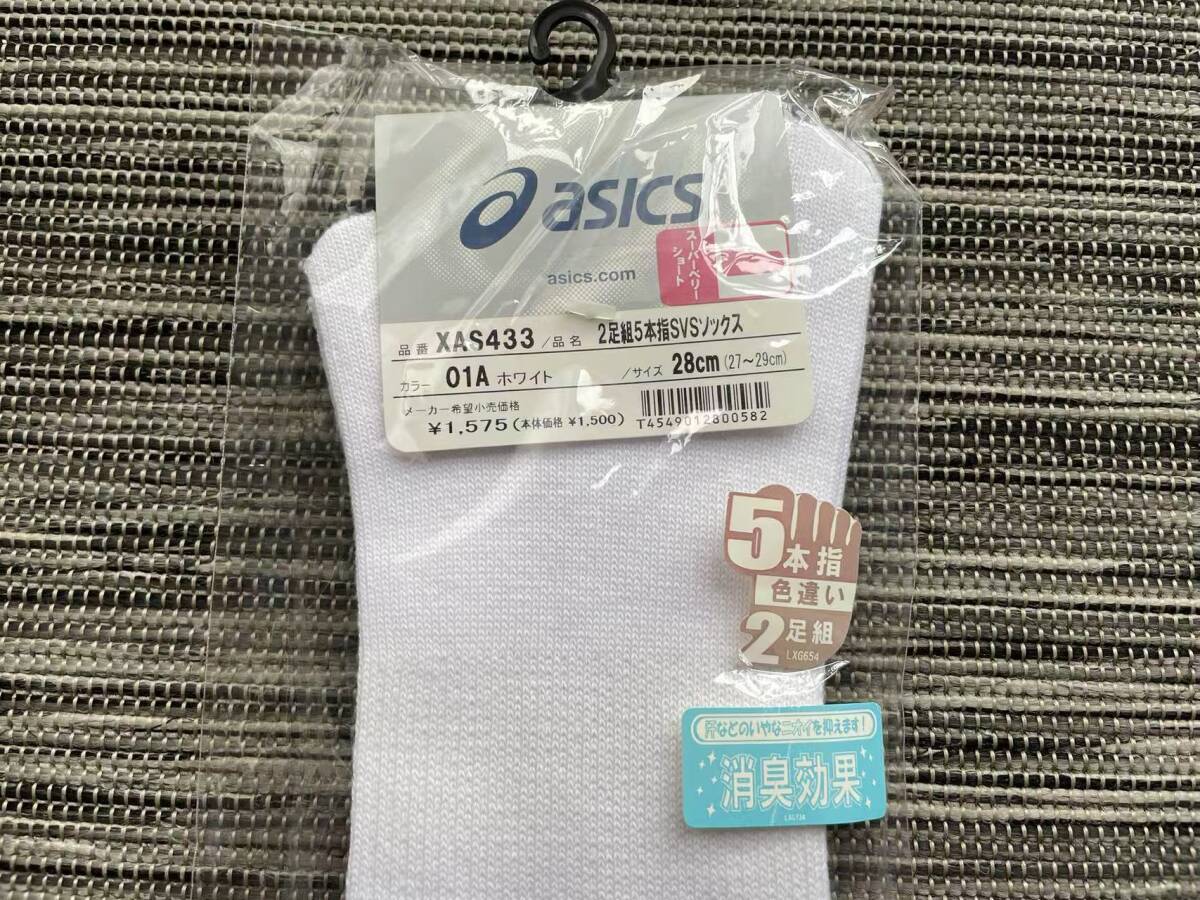 asics
asics.com
スーパーベリー
ショート
品番 XAS433 /品名 2足組5本指SVSソックス
カラー 01A ホワイト /サイズ 28cm (27～29cm)
メーカー希望小売価格
¥1,575 (本体価格 ¥1,500)
T4549012800582
5本指
色違い
2足組
LXG654
汗などのいやなニオイを抑えます!
消臭効果